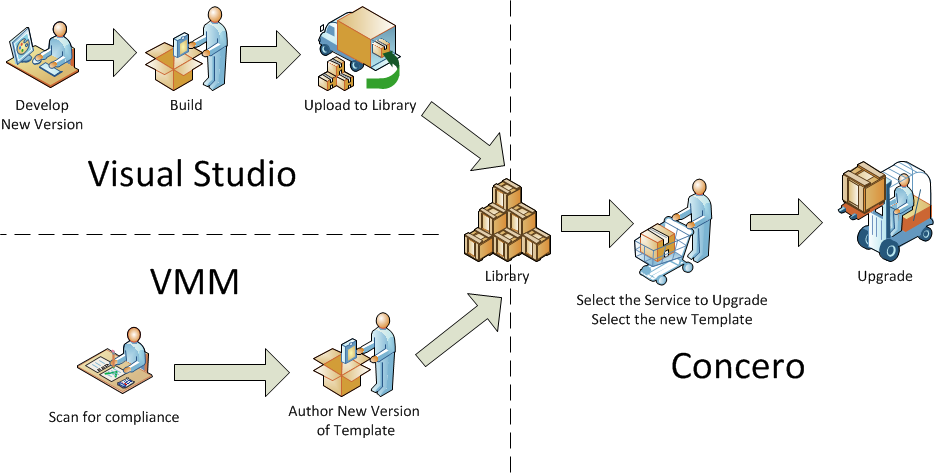 Develop
New Version
Build
Upload to Library
Visual Studio
VMM
Scan for compliance
Author New Version
of Template
Library
Select the Service to Upgrade
Select the new Template
Upgrade
Concero